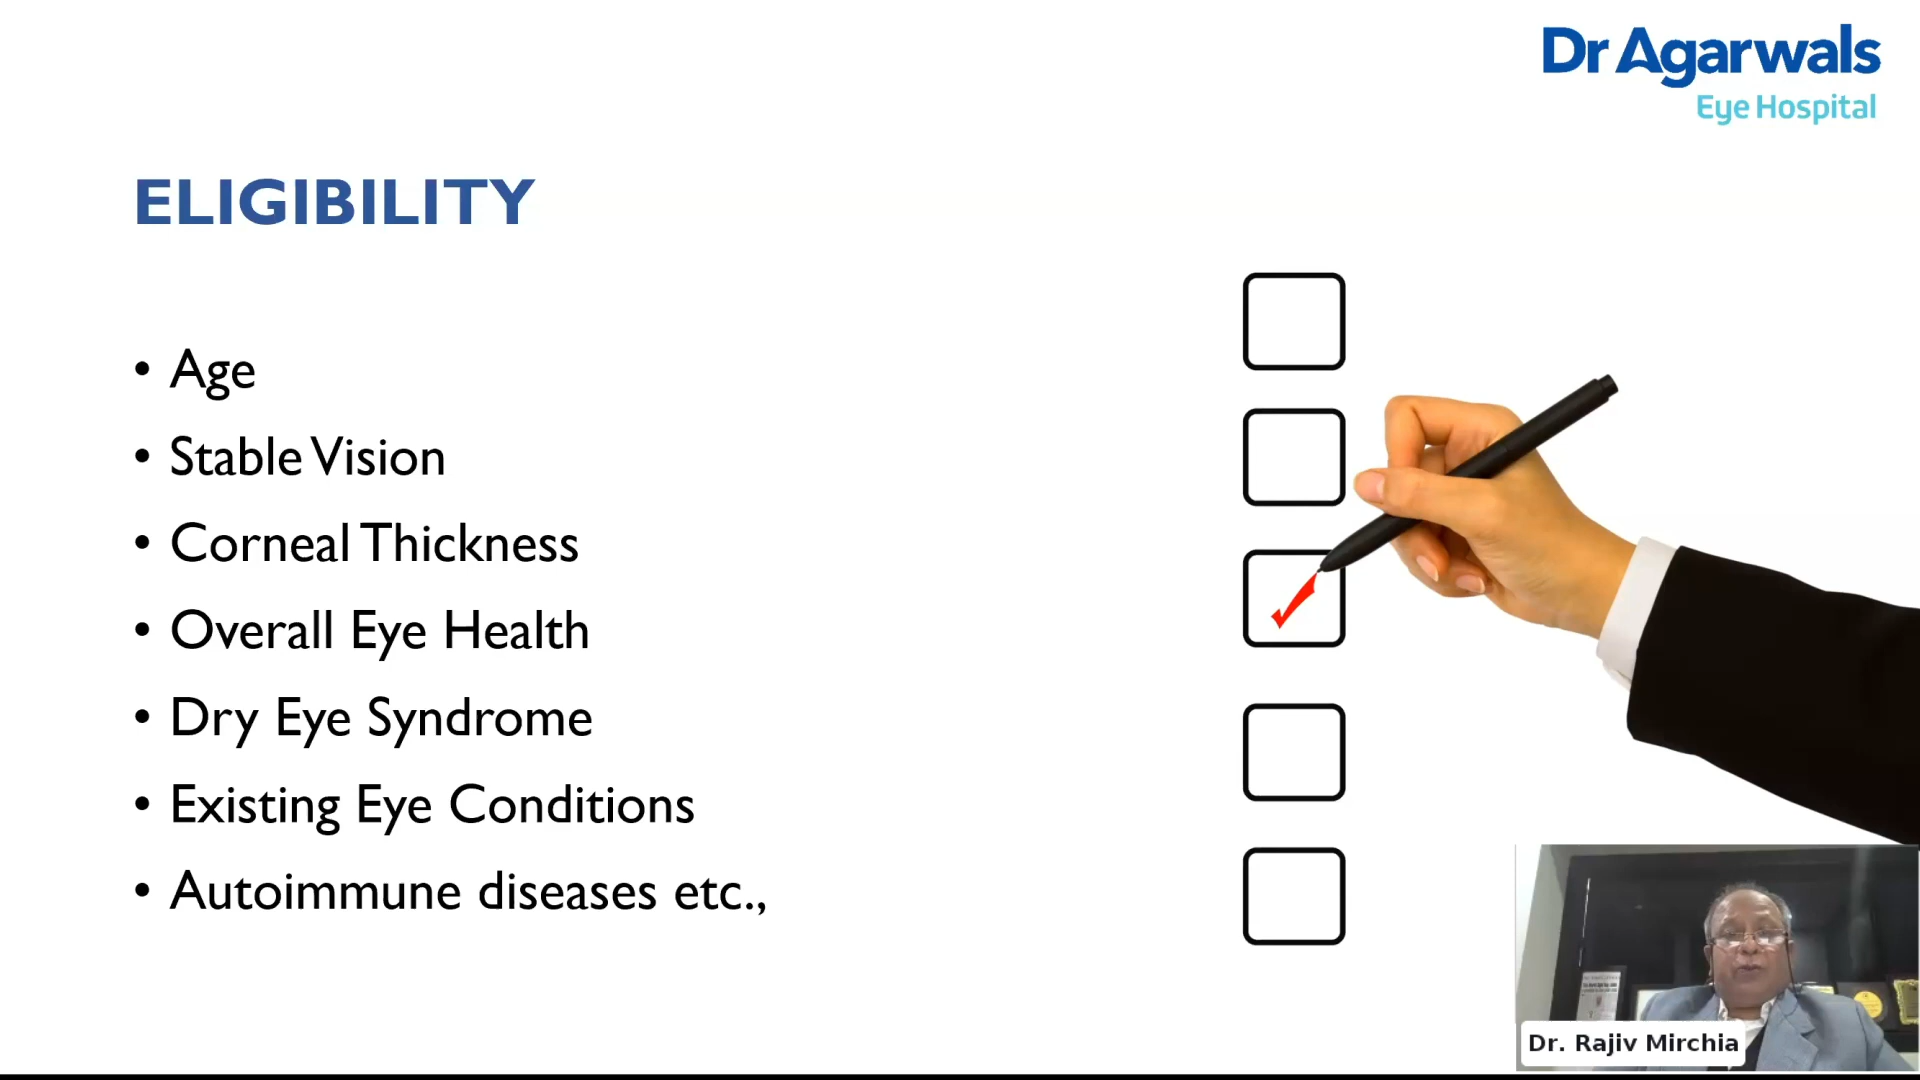 Dr Agarwals
Eye Hospital
ELIGIBILITY
• Age
• Stable Vision
• Corneal Thickness
• Overall Eye Health
• Dry Eye Syndrome
• Existing Eye Conditions
• Autoimmune diseases etc.,
Dr. Rajiv Mirchia